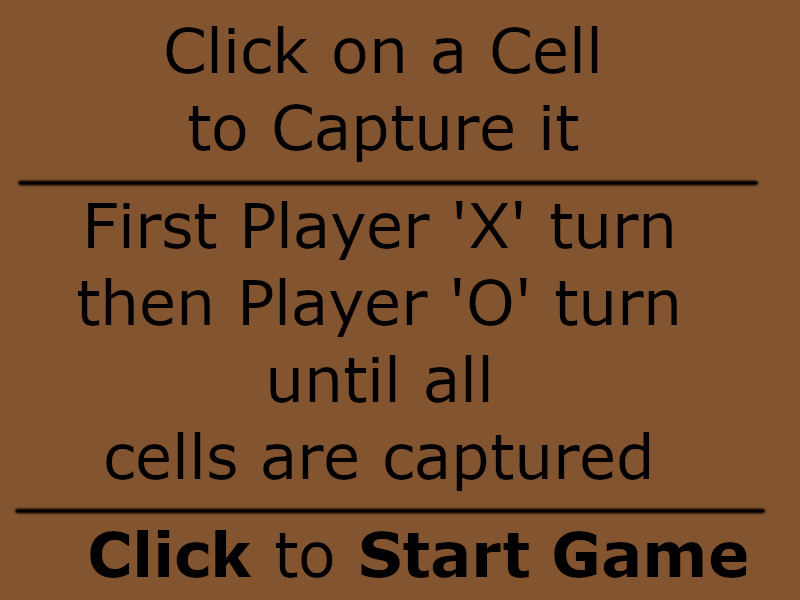 Click on a Cell
to Capture it
First Player 'X' turn
then Player 'O' turn
until all
cells are captured
Click to Start Game